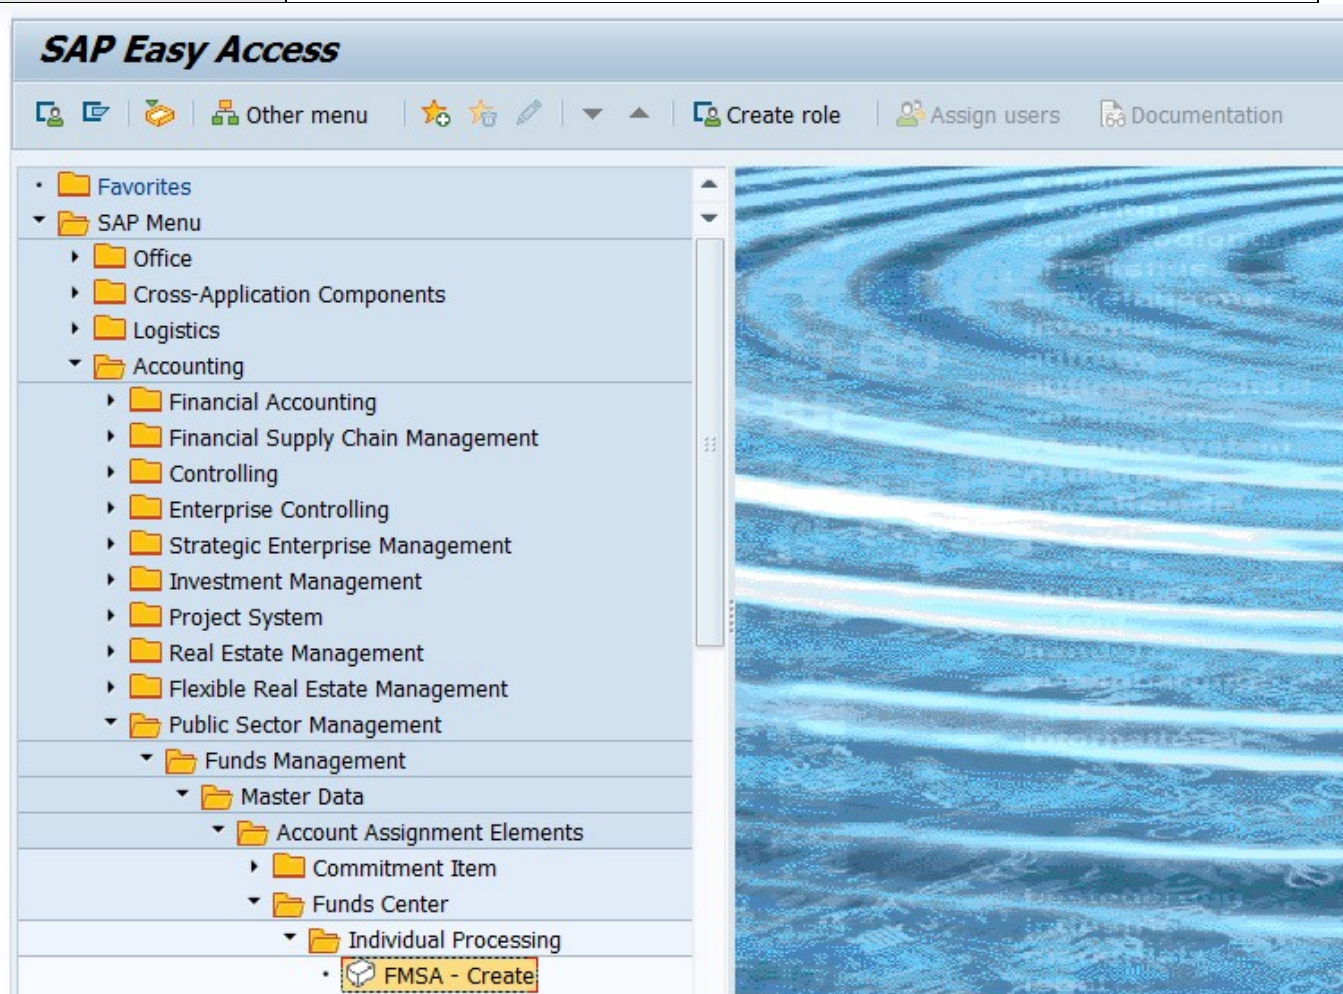 SAP Easy Access
Other menu
Create role
Assign users
Documentation
Favorites
SAP Menu
Office
Cross-Application Components
Logistics
Accounting
Financial Accounting
Financial Supply Chain Management
Controlling
Enterprise Controlling
Strategic Enterprise Management
Investment Management
Project System
Real Estate Management
Flexible Real Estate Management
Public Sector Management
Funds Management
Master Data
Account Assignment Elements
Commitment Item
Funds Center
Individual Processing
FMSA - Create